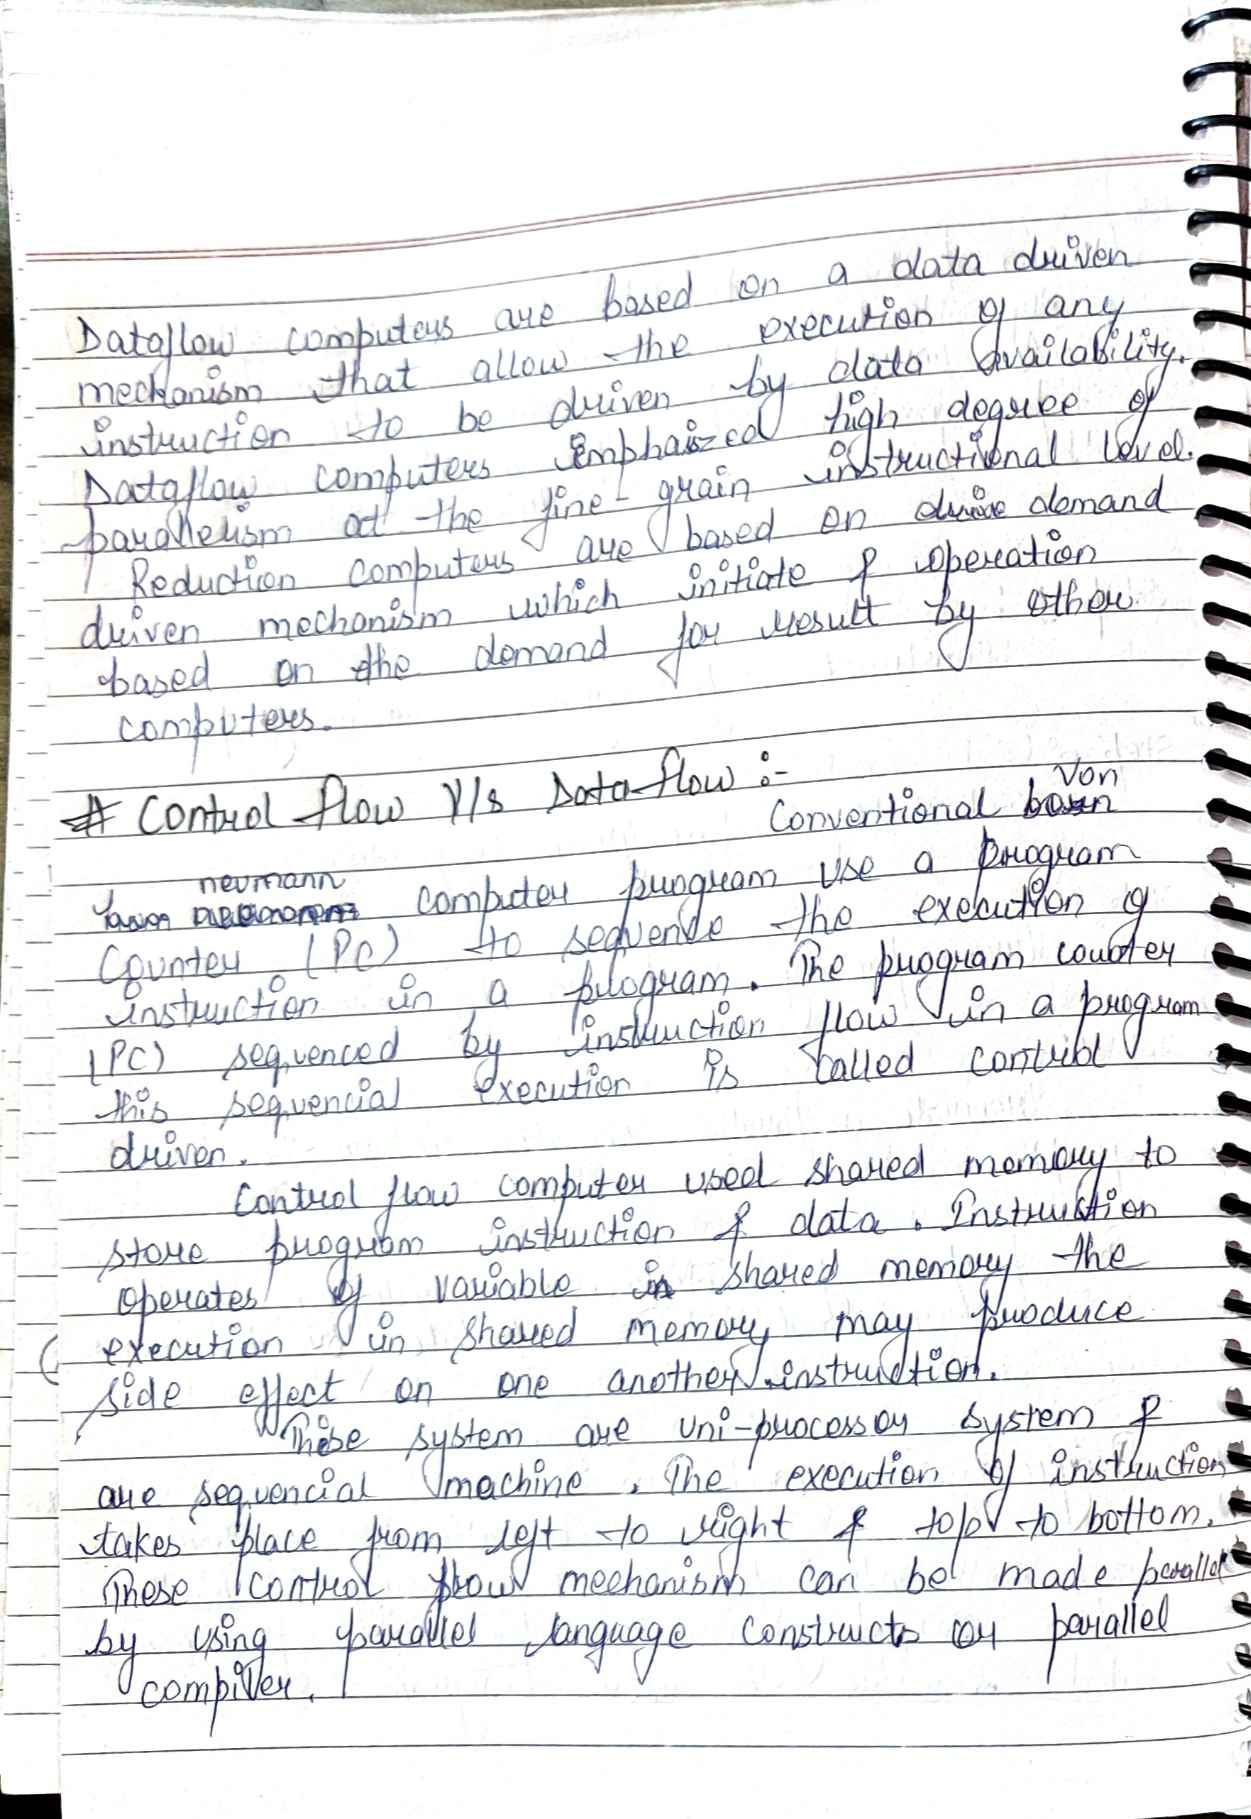 Dataflow computers are based on a data driven
mechanism that allow the execution of any
instruction to be driven by data availability.
Dataflow computers emphasized high degree of
parallelism at the fine-grain instructional level.
Reduction computers are based on demand
driven mechanism which initiate & operation
based on the demand for result by other
computers.
# Control flow V/s Dataflow :-
Conventional Von
neumann computer program use a program
Counter (PC) to sequence the execution of
instruction in a program. The program counter
(PC) sequenced by instruction flow in a program
this sequencial execution is called control
driven.
Control flow computer used shared memory to
store program instruction & data. Instruction
operates of variable in shared memory the
execution in shared memory may produce
side effect on one another instruction.
These system are uni-processor system &
are sequencial machine. The execution of instruction
takes place from left to right & top to bottom.
These control flow mechanism can be made parallel
by using parallel language constructs or parallel
compiler.